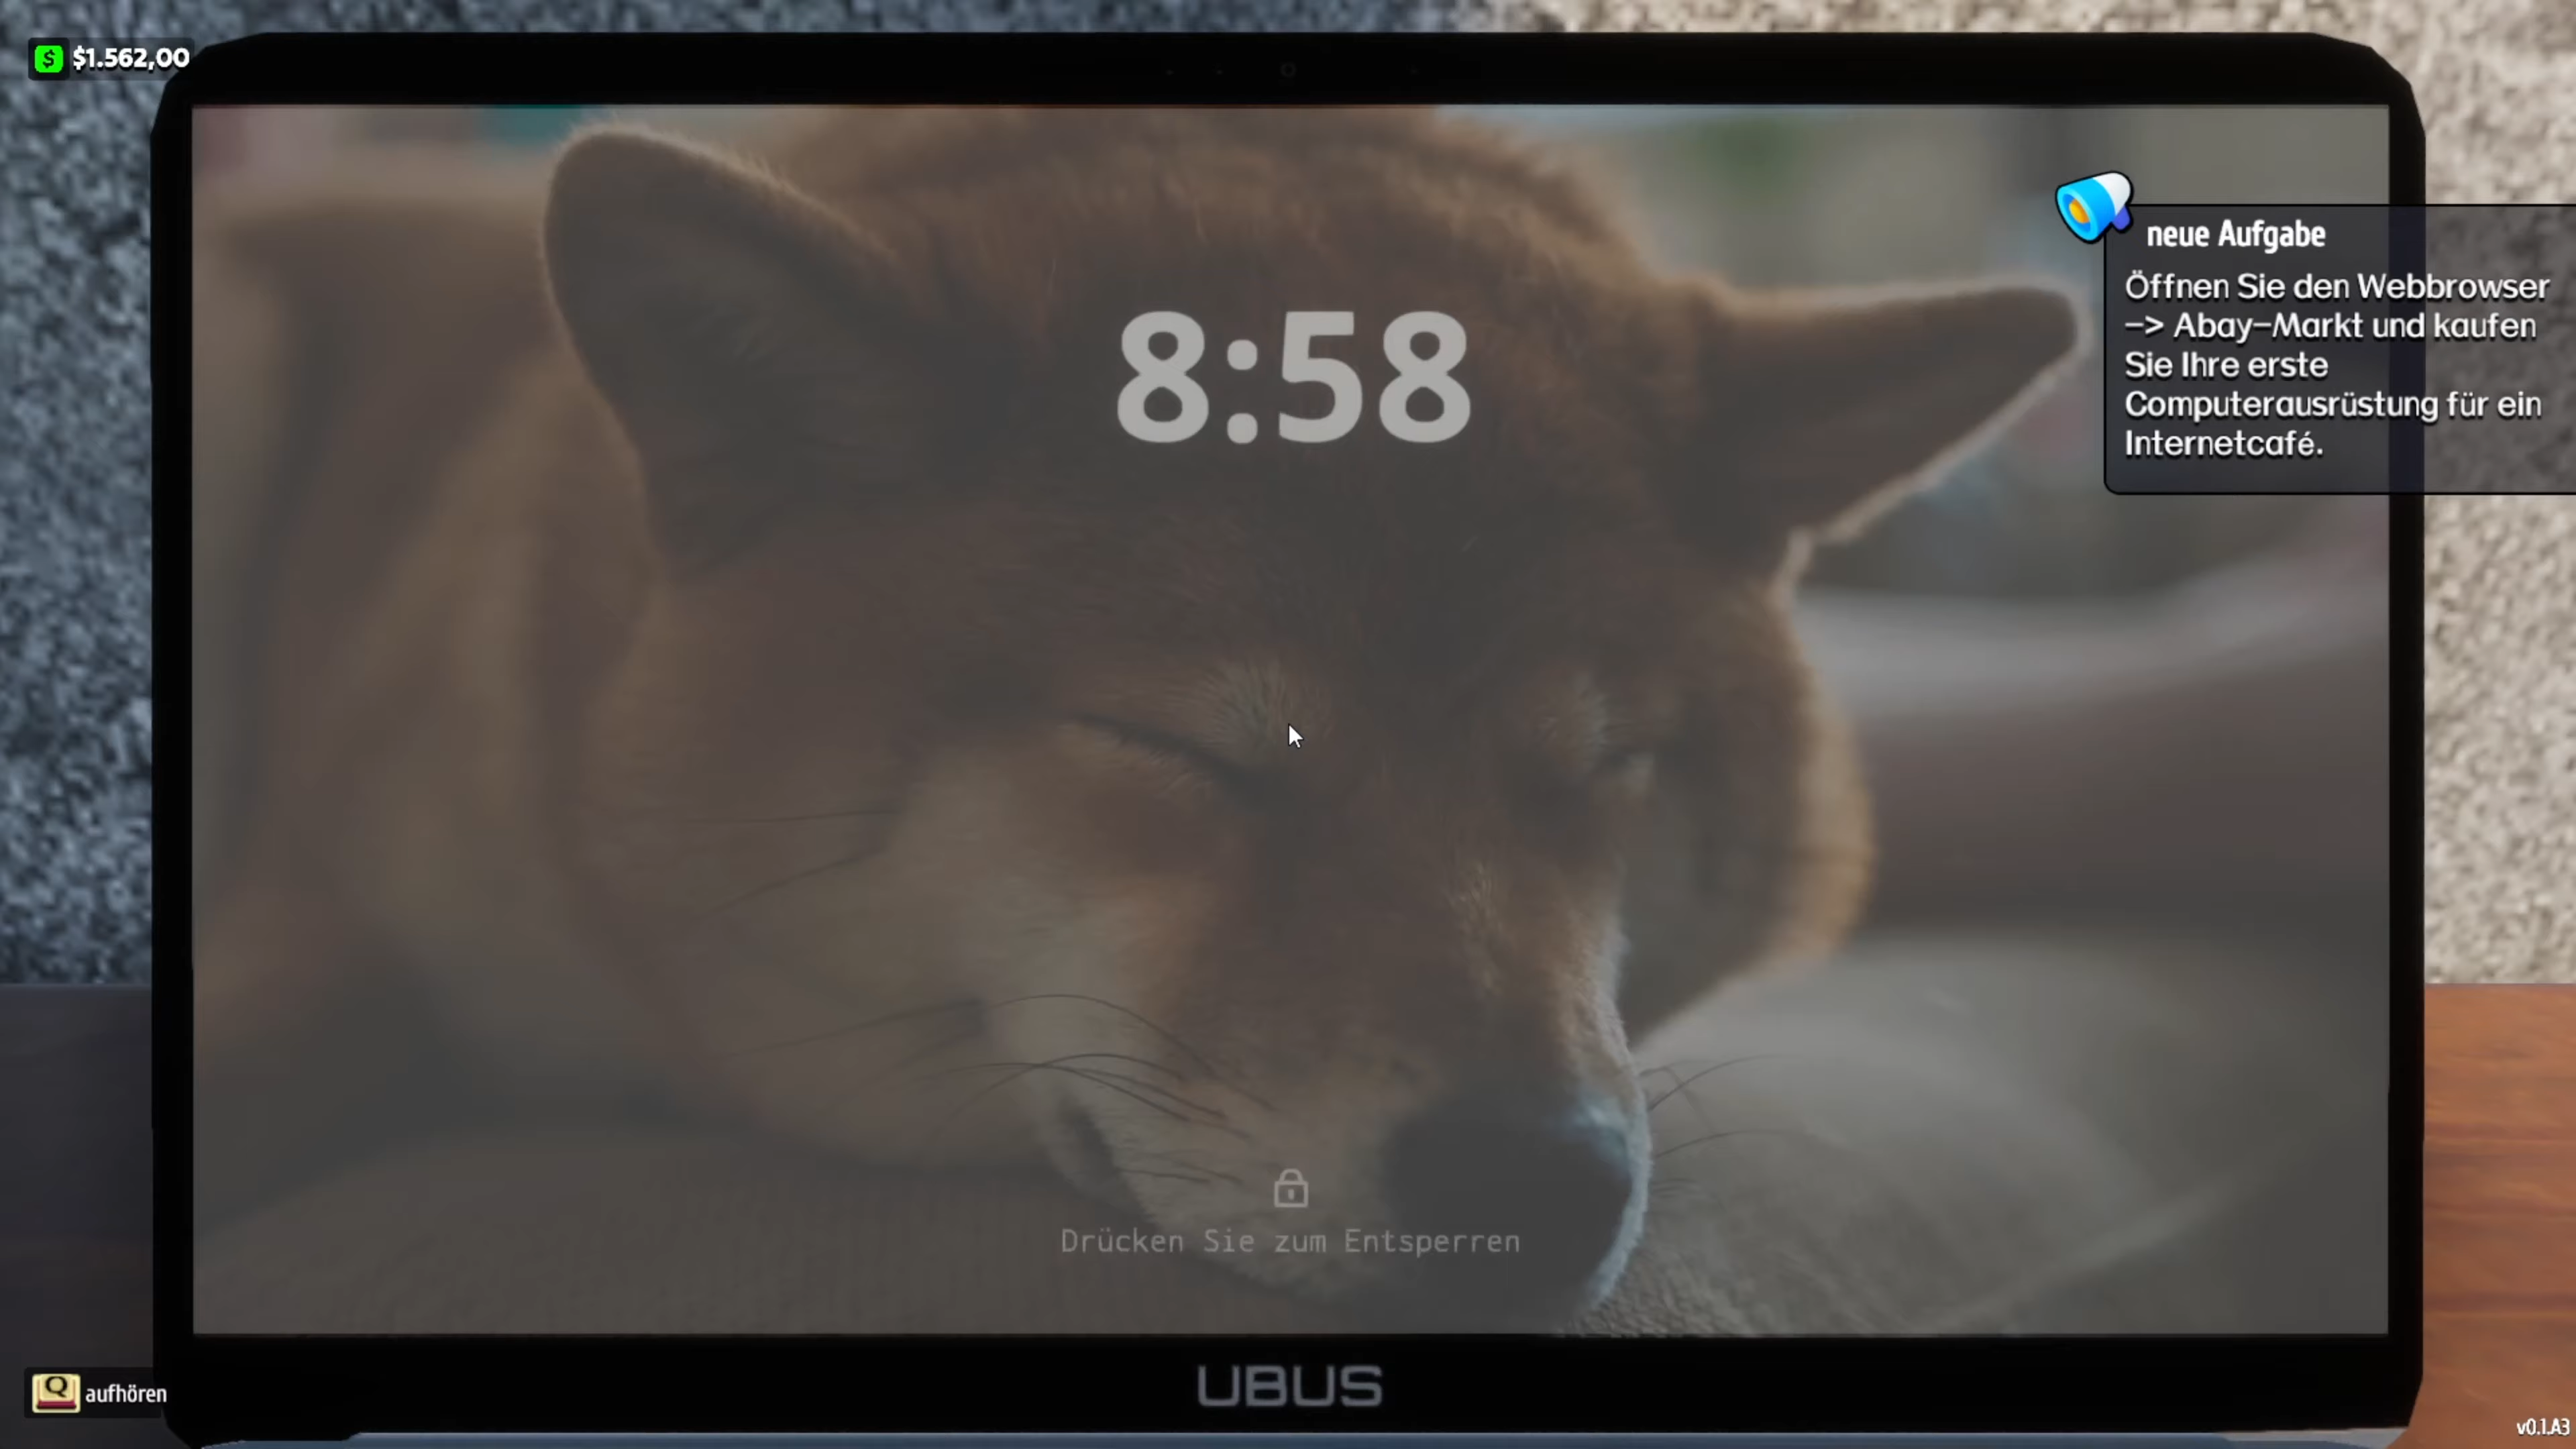 $ $1.562,00
neue Aufgabe
Öffnen Sie den Webbrowser
-> Abay-Markt und kaufen
Sie Ihre erste
Computerausrüstung für ein
Internetcafé.
8:58
Drücken Sie zum Entsperren
UBUS
Q aufhören
v0.1.A3